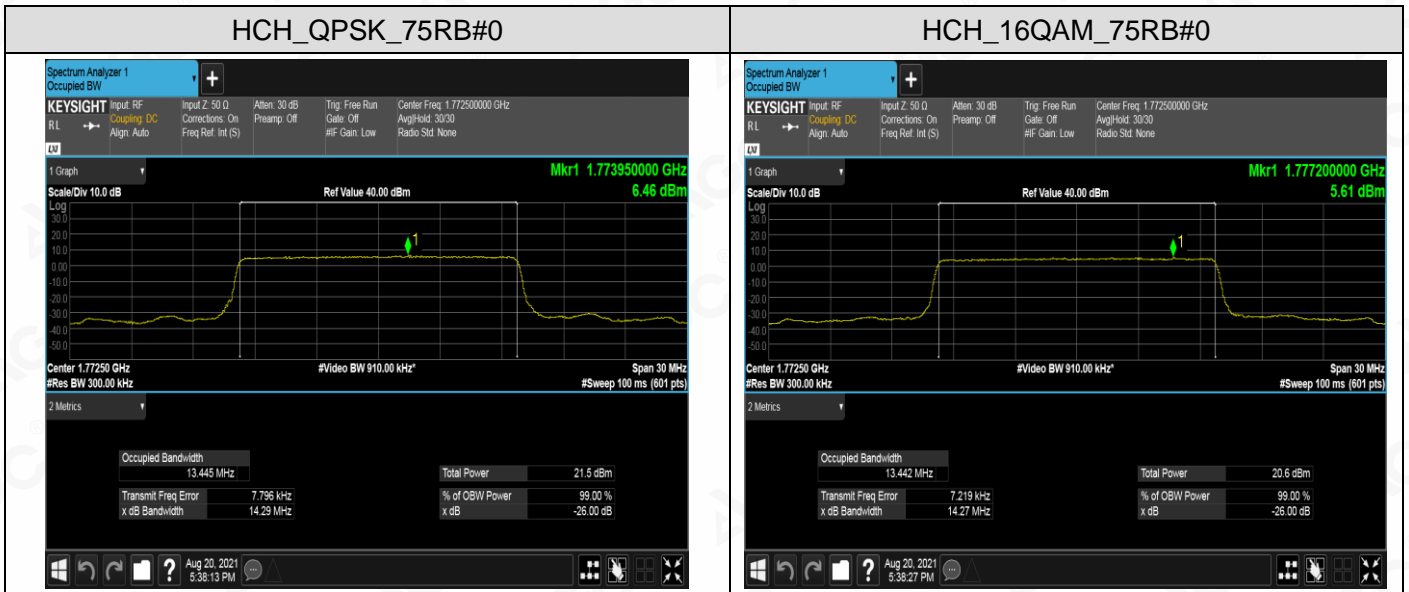 HCH_QPSK_75RB#0
Spectrum Analyzer 1
Occupied BW
KEYSIGHT Input: RF Input Z: 50 Ω Atten: 30 dB Trig: Free Run Center Freq: 1.772500000 GHz
RL Coupling: DC Corrections: On Preamp: Off Gate: Off Avg|Hold: 30/30
Align: Auto Freq Ref: Int (S) #IF Gain: Low Radio Std: None
LXI
1 Graph Mkr1 1.773950000 GHz
Scale/Div 10.0 dB Ref Value 40.00 dBm 6.46 dBm
Log
30.0
20.0
1
10.0
0.00
-10.0
-20.0
-30.0
-40.0
-50.0
Center 1.77250 GHz #Video BW 910.00 kHz* Span 30 MHz
#Res BW 300.00 kHz #Sweep 100 ms (601 pts)
2 Metrics
Occupied Bandwidth
13.445 MHz Total Power 21.5 dBm
Transmit Freq Error 7.796 kHz % of OBW Power 99.00 %
x dB Bandwidth 14.29 MHz x dB -26.00 dB
? Aug 20, 2021
5:38:13 PM
HCH_16QAM_75RB#0
Spectrum Analyzer 1
Occupied BW
KEYSIGHT Input: RF Input Z: 50 Ω Atten: 30 dB Trig: Free Run Center Freq: 1.772500000 GHz
RL Coupling: DC Corrections: On Preamp: Off Gate: Off Avg|Hold: 30/30
Align: Auto Freq Ref: Int (S) #IF Gain: Low Radio Std: None
LXI
1 Graph Mkr1 1.777200000 GHz
Scale/Div 10.0 dB Ref Value 40.00 dBm 5.61 dBm
Log
30.0
20.0
1
10.0
0.00
-10.0
-20.0
-30.0
-40.0
-50.0
Center 1.77250 GHz #Video BW 910.00 kHz* Span 30 MHz
#Res BW 300.00 kHz #Sweep 100 ms (601 pts)
2 Metrics
Occupied Bandwidth
13.442 MHz Total Power 20.6 dBm
Transmit Freq Error 7.219 kHz % of OBW Power 99.00 %
x dB Bandwidth 14.27 MHz x dB -26.00 dB
? Aug 20, 2021
5:38:27 PM